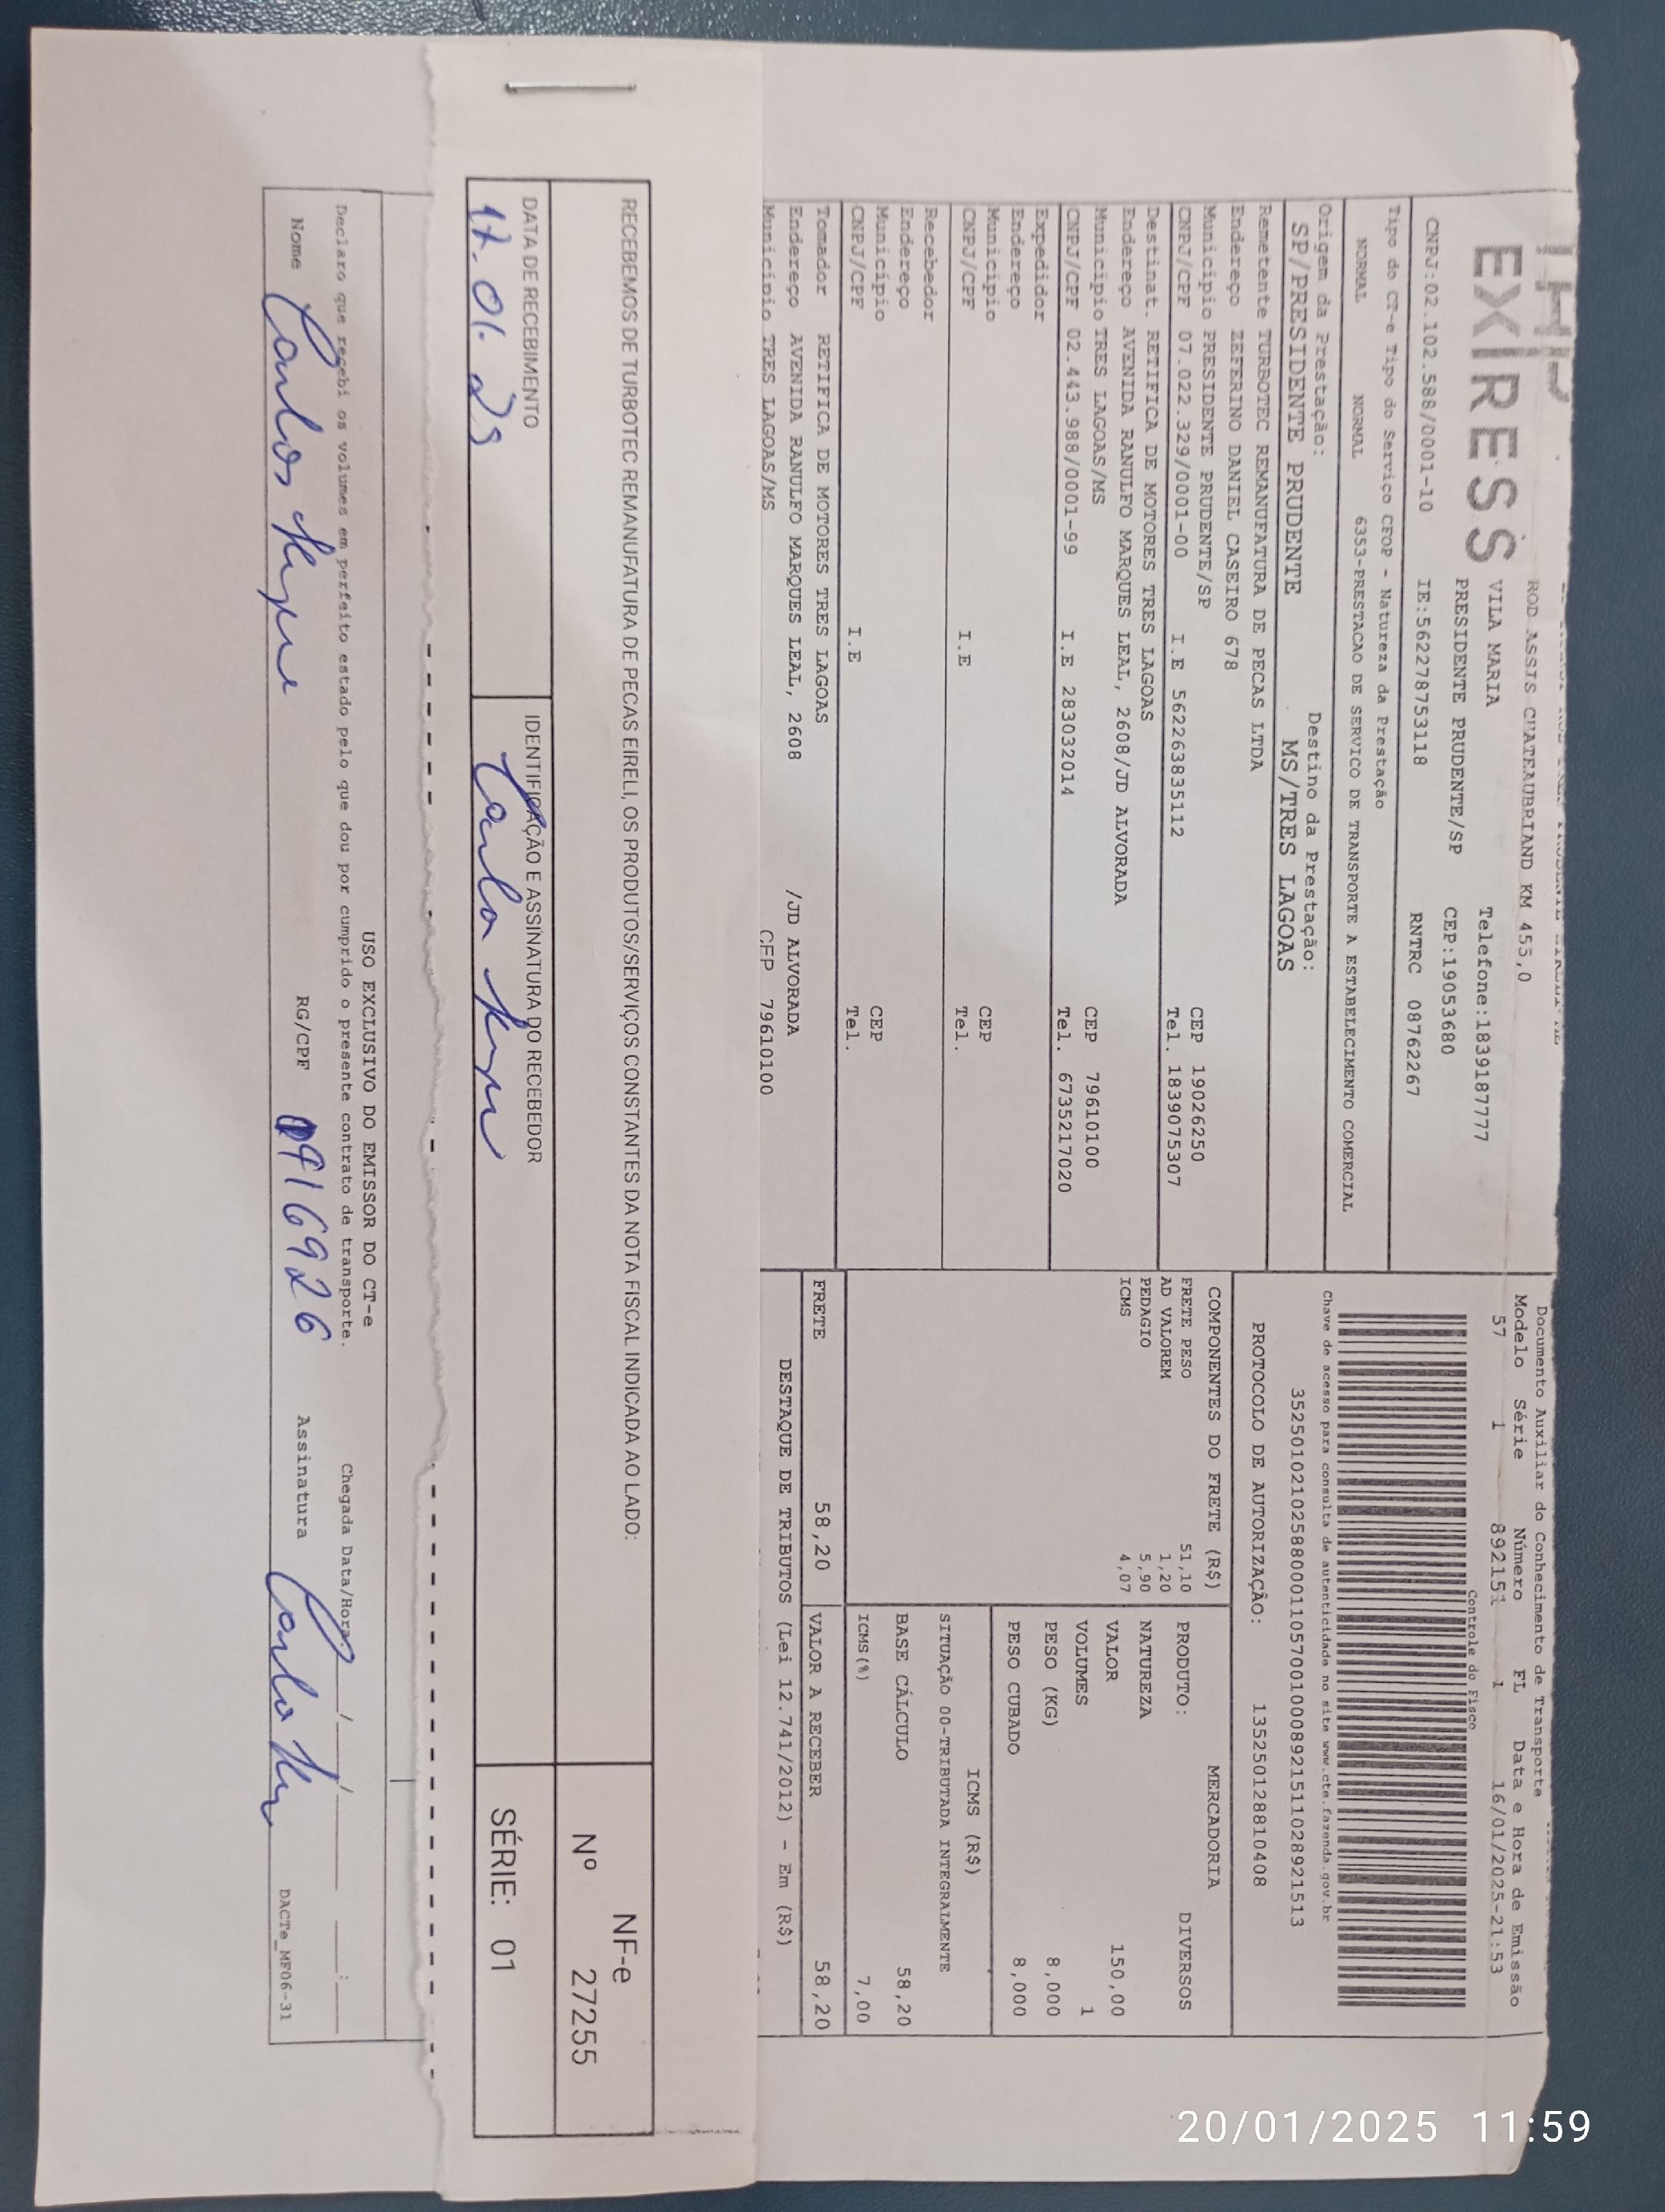 EXPRESS
ROD ASSIS CHATEAUBRIAND KM 455,0
VILA MARIA Telefone:1839187777
PRESIDENTE PRUDENTE/SP CEP:19053680
CNPJ:02.102.588/0001-10 IE:562278753118 RNTRC 08762267
Documento Auxiliar do Conhecimento de Transporte
Modelo Série Número FL Data e Hora de Emissão
57 1 892151 1 16/01/2025-21:53
Controle do Fisco
Tipo do CT-e Tipo do Serviço CFOP - Natureza da Prestação
NORMAL NORMAL 6353-PRESTACAO DE SERVICO DE TRANSPORTE A ESTABELECIMENTO COMERCIAL
Chave de acesso para consulta de autenticidade no site www.cte.fazenda.gov.br
35250102102588000110570010008921511028921513
Origem da Prestação: Destino da Prestação:
SP/PRESIDENTE PRUDENTE MS/TRES LAGOAS
PROTOCOLO DE AUTORIZAÇÃO: 135250128810408
Remetente TURBOTEC REMANUFATURA DE PECAS LTDA
Endereço ZEFERINO DANIEL CASEIRO 678
Municipio PRESIDENTE PRUDENTE/SP CEP 19026250
CNPJ/CPF 07.022.329/0001-00 I.E 562263835112 Tel. 1839075307
Destinat. RETIFICA DE MOTORES TRES LAGOAS
Endereço AVENIDA RANULFO MARQUES LEAL, 2608/JD ALVORADA
Municipio TRES LAGOAS/MS CEP 79610100
CNPJ/CPF 02.443.988/0001-99 I.E 283032014 Tel. 6735217020
Expedidor
Endereço
Municipio CEP
CNPJ/CPF I.E Tel.
Recebedor
Endereço
Municipio CEP
CNPJ/CPF I.E Tel.
Tomador RETIFICA DE MOTORES TRES LAGOAS
Endereço AVENIDA RANULFO MARQUES LEAL, 2608 /JD ALVORADA
Municipio TRES LAGOAS/MS CEP 79610100
COMPONENTES DO FRETE (R$)
FRETE PESO 51,10
AD VALOREM 1,20
PEDAGIO 5,90
ICMS 4,07
MERCADORIA
PRODUTO: DIVERSOS
NATUREZA
VALOR 150,00
VOLUMES 1
PESO (KG) 8,000
PESO CUBADO 8,000
ICMS (R$)
SITUAÇÃO 00-TRIBUTADA INTEGRALMENTE
BASE CÁLCULO 58,20
ICMS(%) 7,00
FRETE 58,20 VALOR A RECEBER 58,20
DESTAQUE DE TRIBUTOS (Lei 12.741/2012) - Em (R$)
RECEBEMOS DE TURBOTEC REMANUFATURA DE PECAS EIRELI, OS PRODUTOS/SERVIÇOS CONSTANTES DA NOTA FISCAL INDICADA AO LADO:
NF-e
Nº 27255
SÉRIE: 01
DATA DE RECEBIMENTO
17.01.25
IDENTIFICAÇÃO E ASSINATURA DO RECEBEDOR
USO EXCLUSIVO DO EMISSOR DO CT-e
Declaro que recebi os volumes em perfeito estado pelo que dou por cumprido o presente contrato de transporte. Chegada Data/Hora: __/__/__ __:__
Nome Carlos RG/CPF 916926 Assinatura
DACTe_MF06-31
20/01/2025 11:59